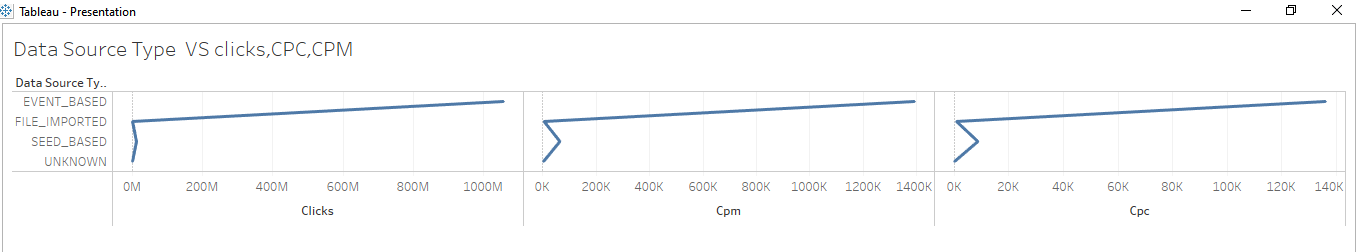 Tableau - Presentation
Data Source Type VS clicks,CPC,CPM
Data Source Ty..
EVENT_BASED
FILE_IMPORTED
SEED_BASED
UNKNOWN
0M 200M 400M 600M 800M 1000M
0K 200K 400K 600K 800K 1000K 1200K 1400K
0K 20K 40K 60K 80K 100K 120K 140K
Clicks
Cpm
Cpc